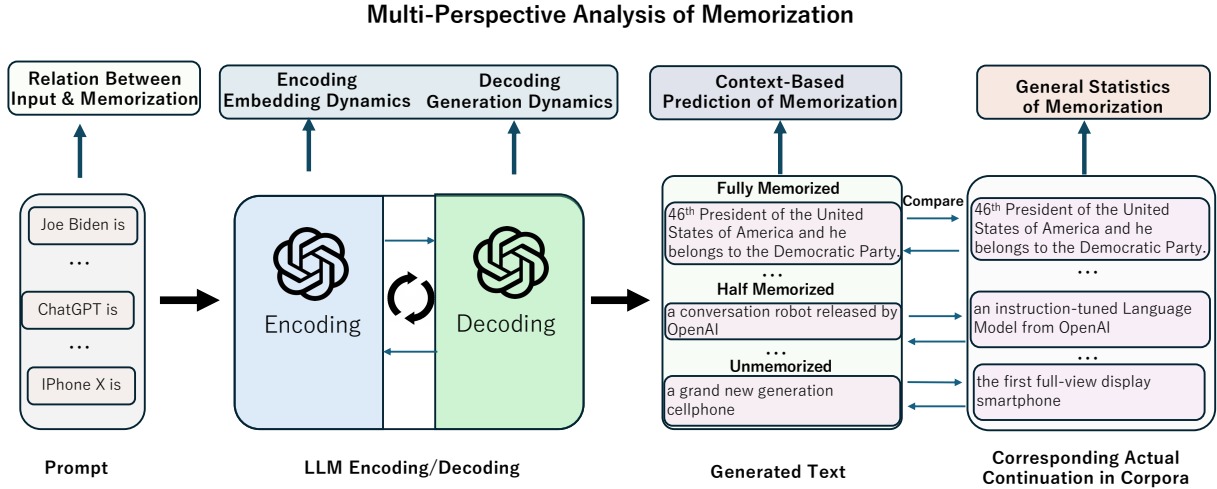 Multi-Perspective Analysis of Memorization
Relation Between
Input & Memorization
Encoding
Embedding Dynamics
Decoding
Generation Dynamics
Context-Based
Prediction of Memorization
General Statistics
of Memorization
Joe Biden is
...
ChatGPT is
...
IPhone X is
Prompt
Encoding
Decoding
LLM Encoding/Decoding
Fully Memorized
46th President of the United
States of America and he
belongs to the Democratic Party.
...
Half Memorized
a conversation robot released by
OpenAI
...
Unmemorized
a grand new generation
cellphone
Generated Text
Compare
46th President of the United
States of America and he
belongs to the Democratic Party.
...
an instruction-tuned Language
Model from OpenAI
...
the first full-view display
smartphone
Corresponding Actual
Continuation in Corpora